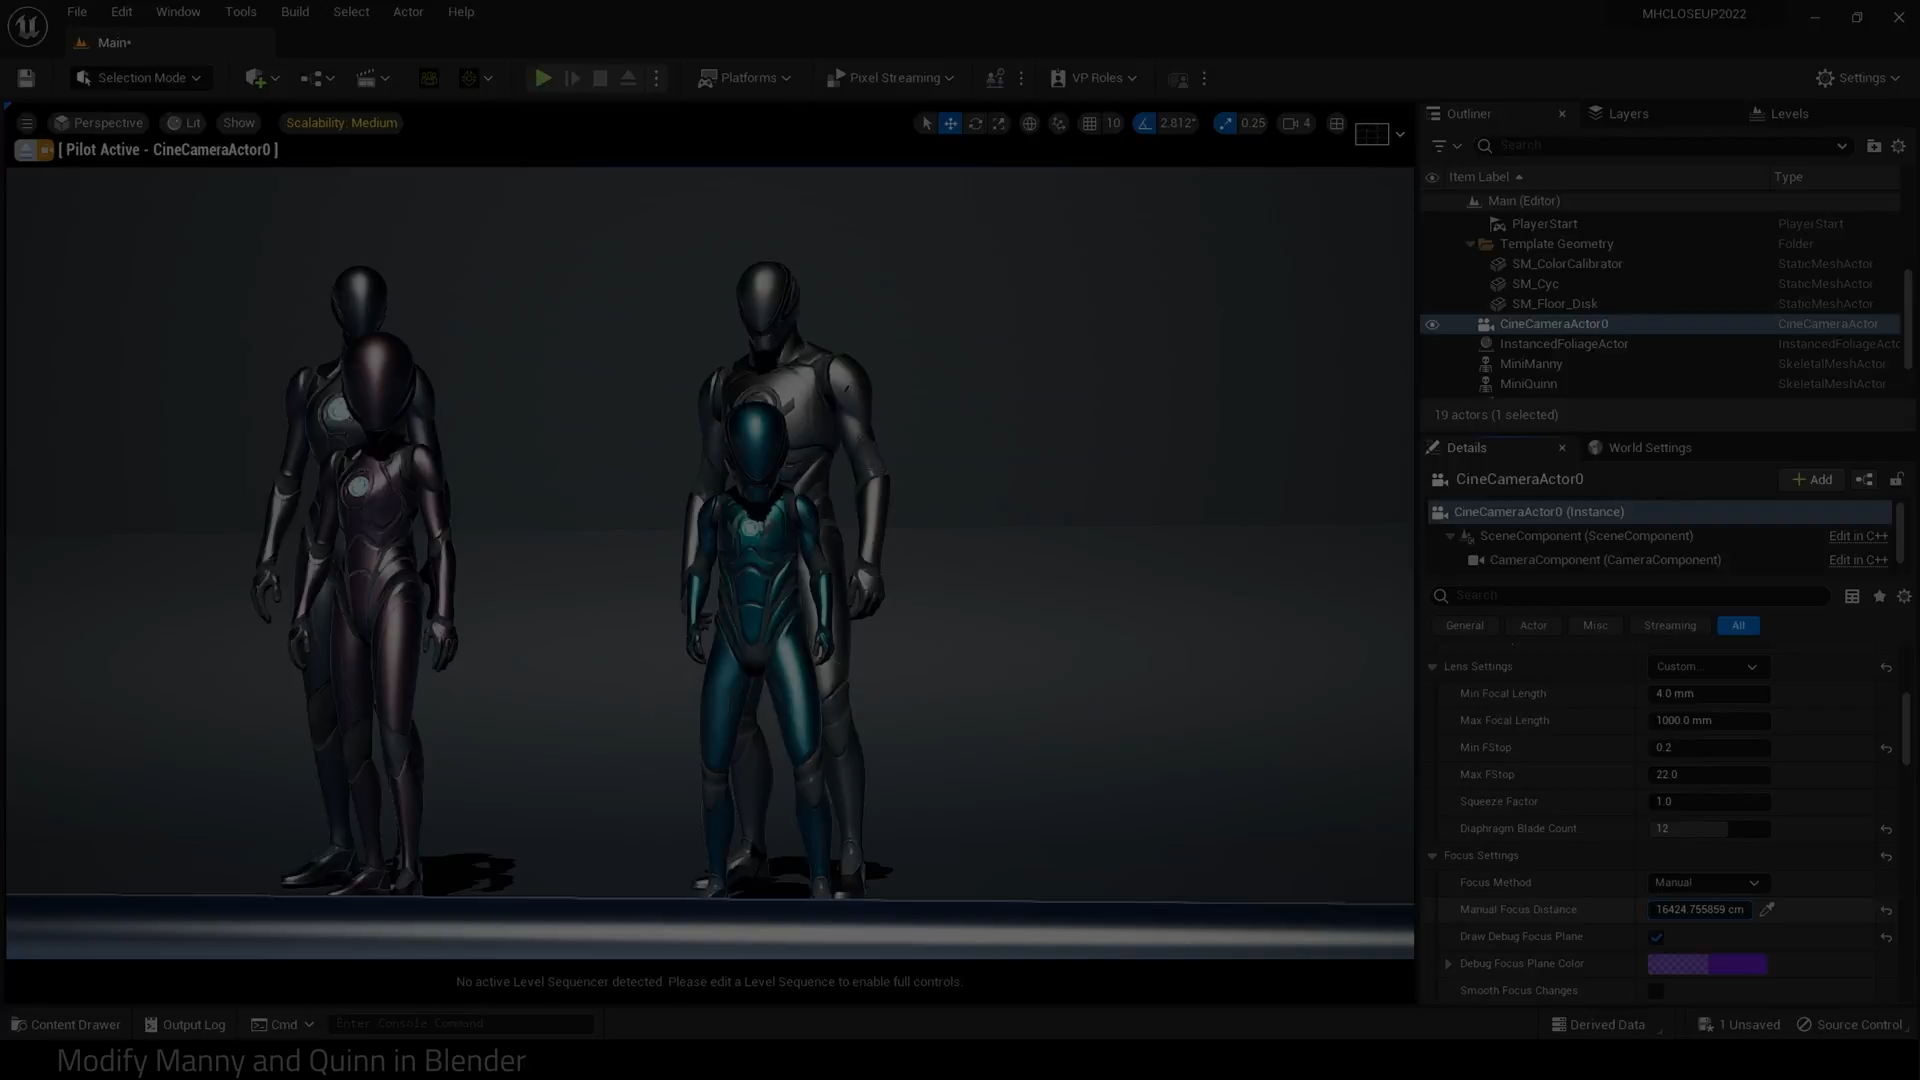 File Edit Window Tools Build Select Actor Help
MHCLOSEUP2022
Main*
Selection Mode
Platforms
Pixel Streaming
VP Roles
Settings
Perspective Lit Show Scalability: Medium
10 2.812° 0.25 4
[ Pilot Active - CineCameraActor0 ]
Outliner Layers Levels
Search
Item Label Type
Main (Editor)
PlayerStart PlayerStart
Template Geometry Folder
SM_ColorCalibrator StaticMeshActor
SM_Cyc StaticMeshActor
SM_Floor_Disk StaticMeshActor
CineCameraActor0 CineCameraActor
InstancedFoliageActor InstancedFoliageActo
MiniManny SkeletalMeshActor
MiniQuinn SkeletalMeshActor
19 actors (1 selected)
Details World Settings
CineCameraActor0 Add
CineCameraActor0 (Instance)
SceneComponent (SceneComponent) Edit in C++
CameraComponent (CameraComponent) Edit in C++
Search
General Actor Misc Streaming All
Lens Settings Custom...
Min Focal Length 4.0 mm
Max Focal Length 1000.0 mm
Min FStop 0.2
Max FStop 22.0
Squeeze Factor 1.0
Diaphragm Blade Count 12
Focus Settings
Focus Method Manual
Manual Focus Distance 16424.755859 cm
Draw Debug Focus Plane
Debug Focus Plane Color
Smooth Focus Changes
No active Level Sequencer detected. Please edit a Level Sequence to enable full controls.
Content Drawer Output Log Cmd Enter Console Command
Derived Data 1 Unsaved Source Control
Modify Manny and Quinn in Blender